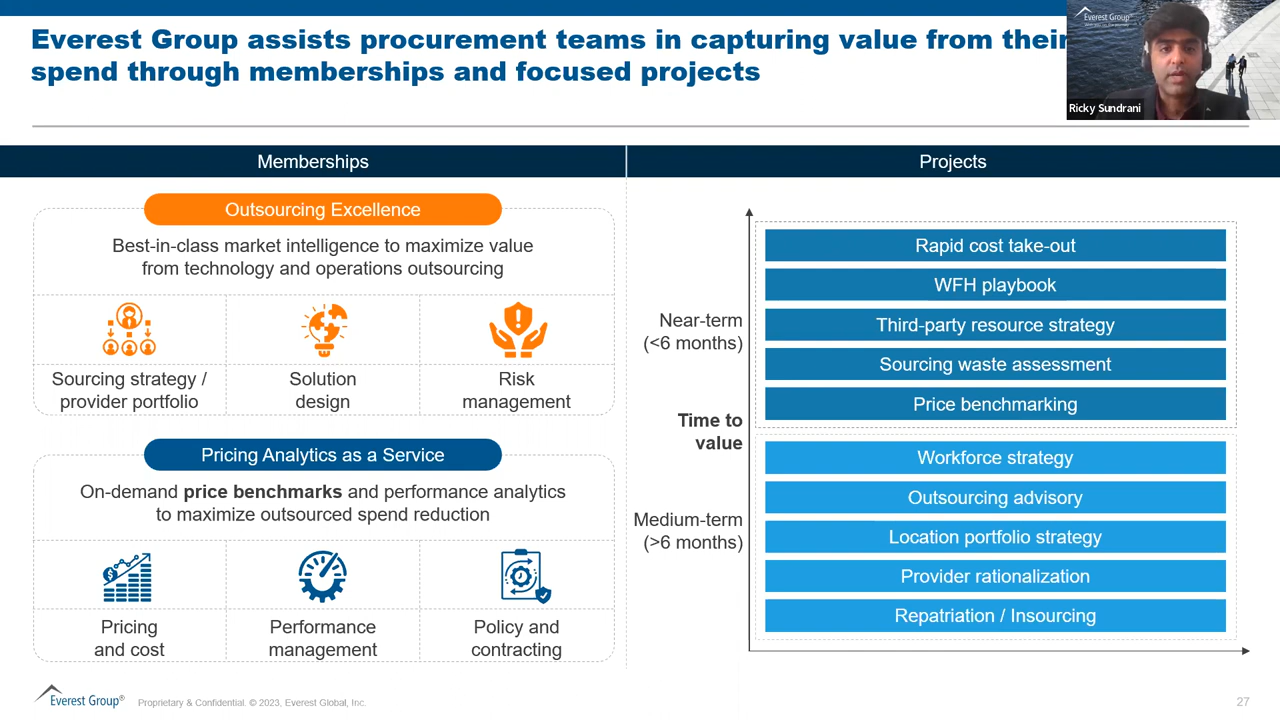 Everest Group assists procurement teams in capturing value from their
spend through memberships and focused projects
Everest Group
Ricky Sundrani
Memberships
Projects
Outsourcing Excellence
Best-in-class market intelligence to maximize value
from technology and operations outsourcing
Sourcing strategy /
provider portfolio
Solution
design
Risk
management
Pricing Analytics as a Service
On-demand price benchmarks and performance analytics
to maximize outsourced spend reduction
Pricing
and cost
Performance
management
Policy and
contracting
Near-term
(<6 months)
Time to
value
Medium-term
(>6 months)
Rapid cost take-out
WFH playbook
Third-party resource strategy
Sourcing waste assessment
Price benchmarking
Workforce strategy
Outsourcing advisory
Location portfolio strategy
Provider rationalization
Repatriation / Insourcing
Everest Group®
Proprietary & Confidential. © 2023, Everest Global, Inc.
27